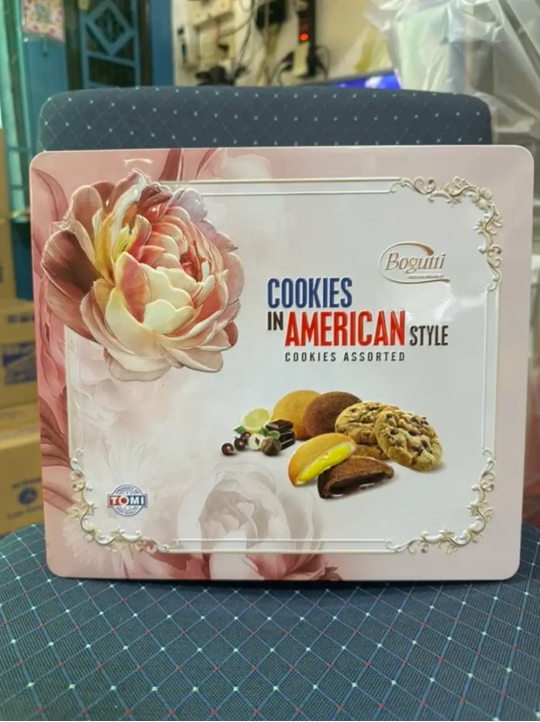 Bogutti
COOKIES
IN AMERICAN STYLE
COOKIES ASSORTED
TOMI